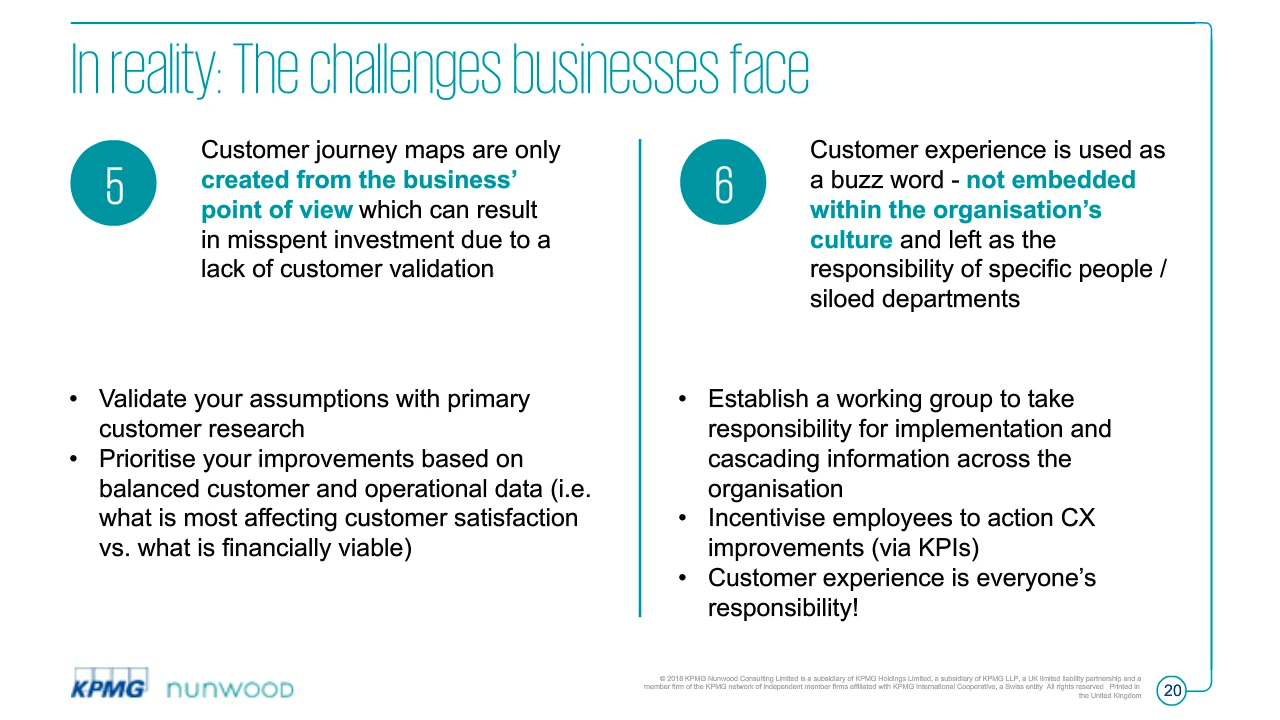 In reality: The challenges businesses face
5
Customer journey maps are only
created from the business’
point of view which can result
in misspent investment due to a
lack of customer validation
• Validate your assumptions with primary
customer research
• Prioritise your improvements based on
balanced customer and operational data (i.e.
what is most affecting customer satisfaction
vs. what is financially viable)
6
Customer experience is used as
a buzz word - not embedded
within the organisation’s
culture and left as the
responsibility of specific people /
siloed departments
• Establish a working group to take
responsibility for implementation and
cascading information across the
organisation
• Incentivise employees to action CX
improvements (via KPIs)
• Customer experience is everyone’s
responsibility!
KPMG nunwood
© 2018 KPMG Nunwood Consulting Limited is a subsidiary of KPMG Holdings Limited, a subsidiary of KPMG LLP, a UK limited liability partnership and a
member firm of the KPMG network of independent member firms affiliated with KPMG International Cooperative, a Swiss entity All rights reserved Printed in
the United Kingdom
20